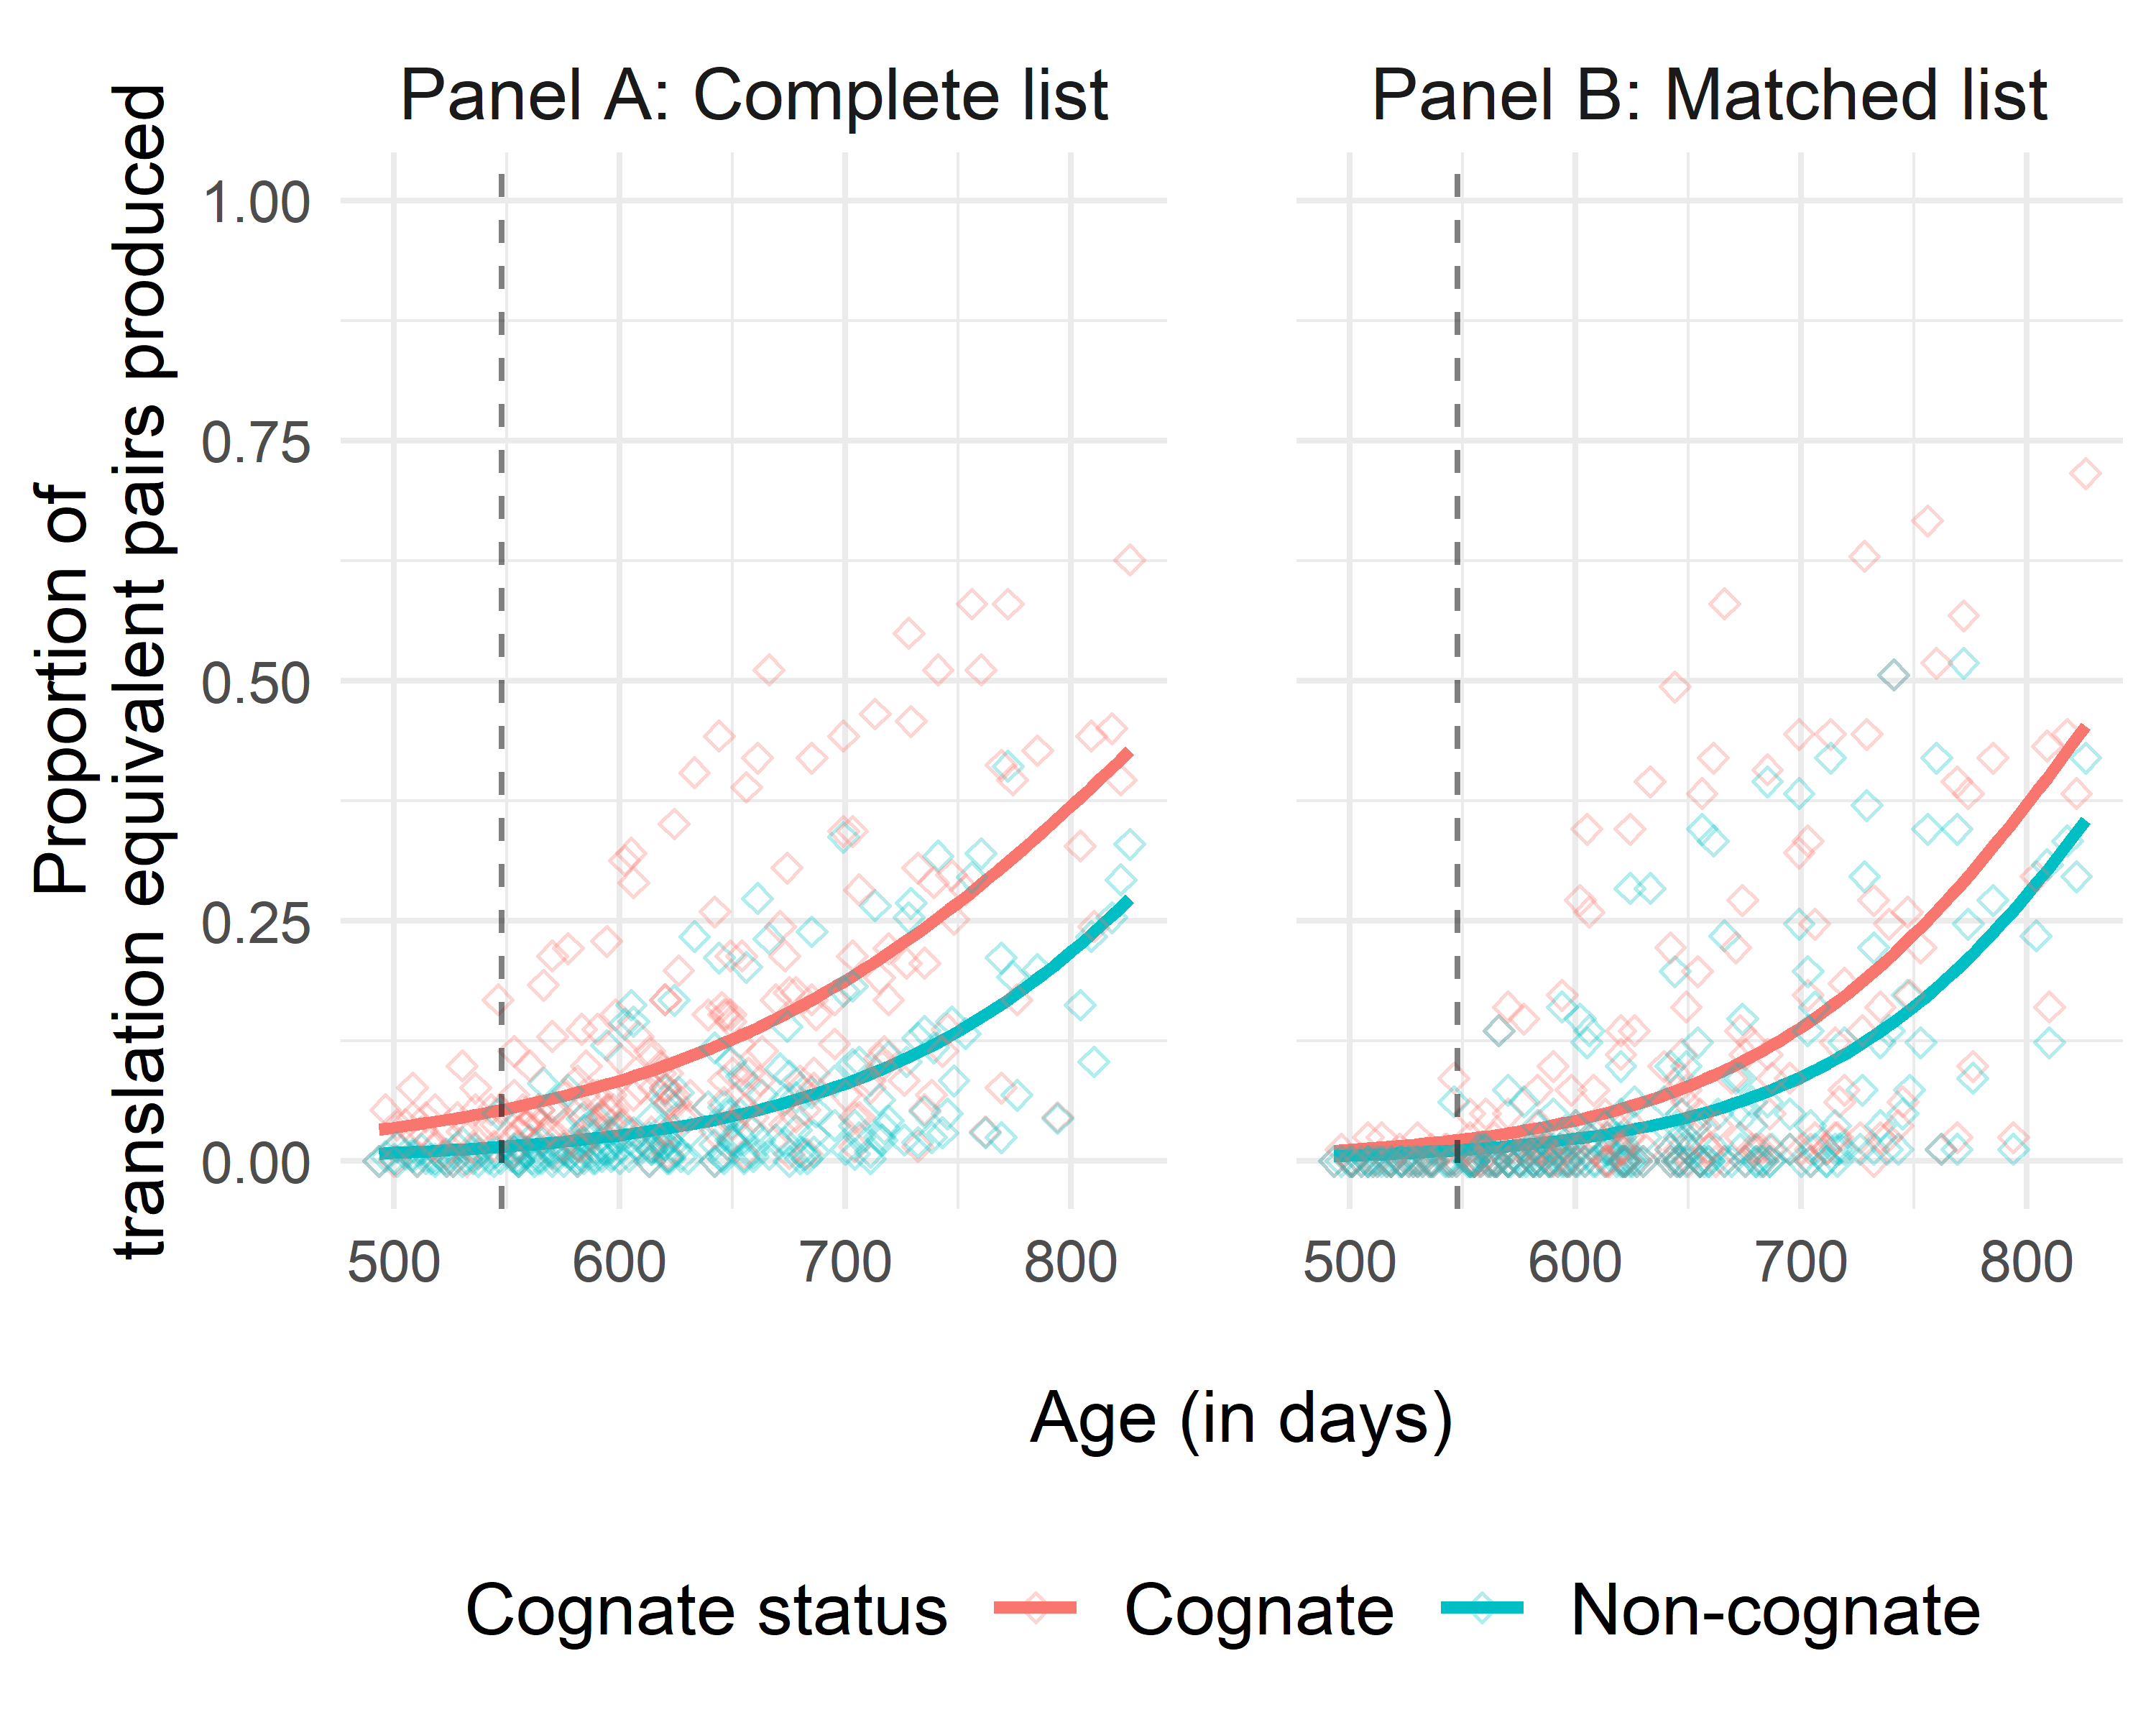 Panel A: Complete list
Panel B: Matched list
Proportion of
translation equivalent pairs produced
1.00
0.75
0.50
0.25
0.00
500 600 700 800
500 600 700 800
Age (in days)
Cognate status Cognate Non-cognate